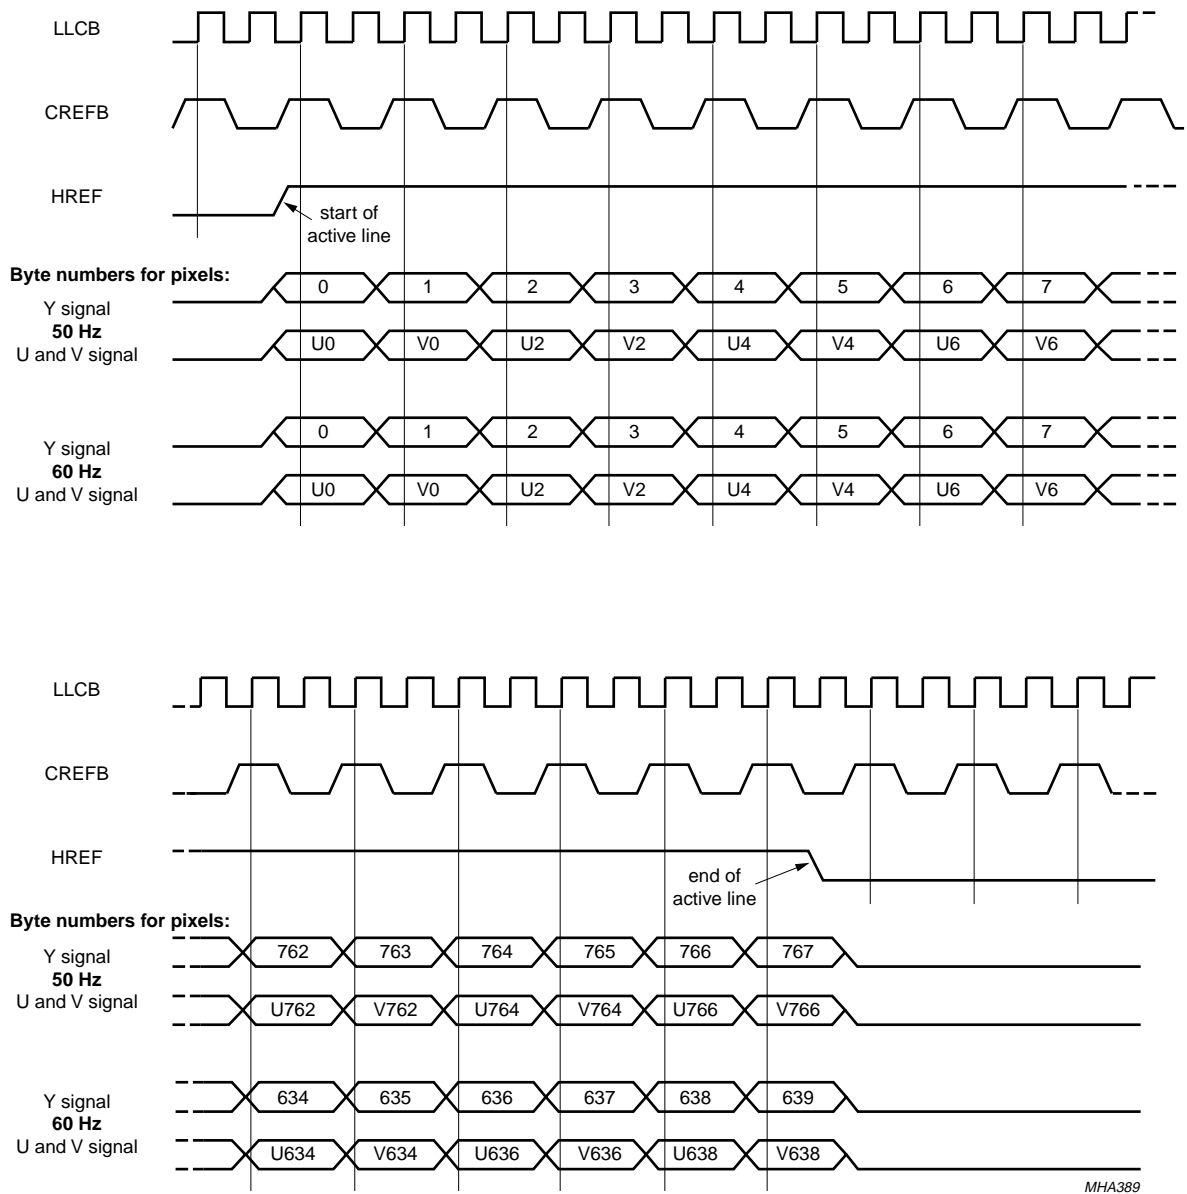 LLCB
CREFB
HREF
start of
active line
Byte numbers for pixels:
0 1 2 3 4 5 6 7
Y signal
50 Hz
U and V signal
U0 V0 U2 V2 U4 V4 U6 V6
0 1 2 3 4 5 6 7
Y signal
60 Hz
U and V signal
U0 V0 U2 V2 U4 V4 U6 V6
LLCB
CREFB
HREF
end of
active line
Byte numbers for pixels:
762 763 764 765 766 767
Y signal
50 Hz
U and V signal
U762 V762 U764 V764 U766 V766
634 635 636 637 638 639
Y signal
60 Hz
U and V signal
U634 V634 U636 V636 U638 V638
MHA389